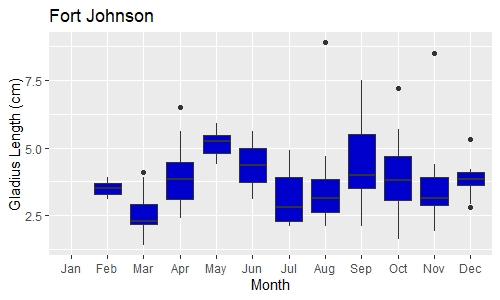 Fort Johnson
Gladius Length (cm)
7.5
5.0
2.5
Jan Feb Mar Apr May Jun Jul Aug Sep Oct Nov Dec
Month